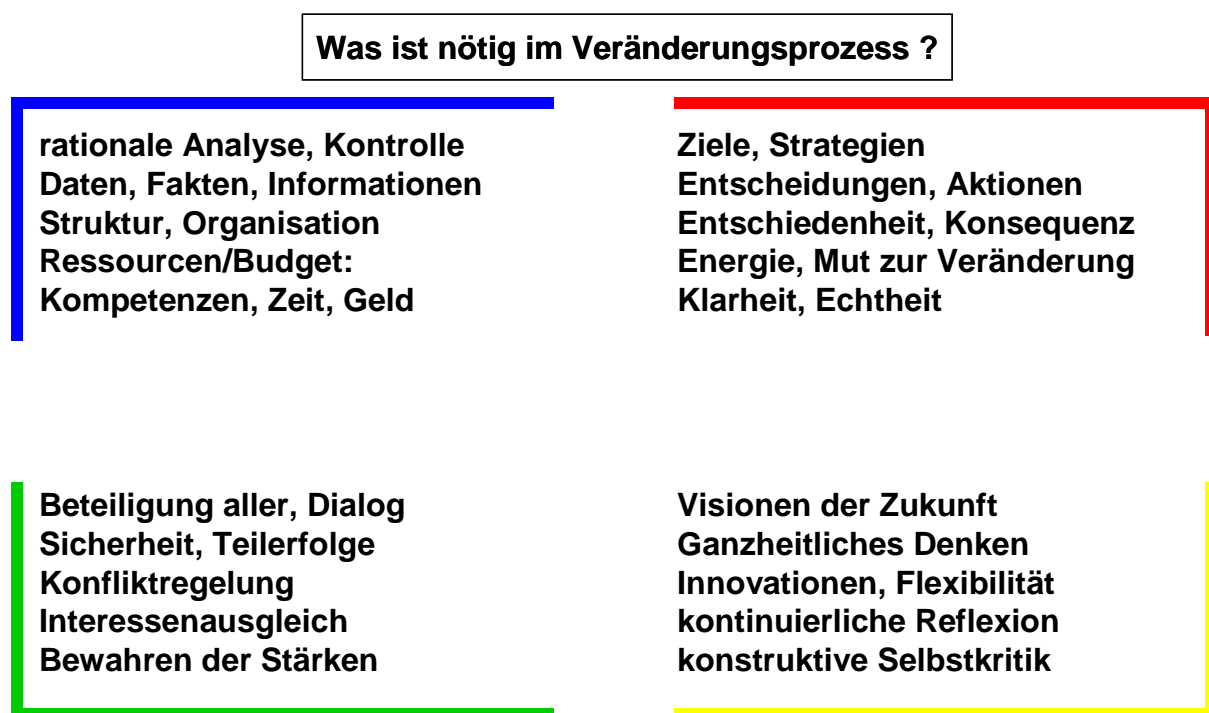 Was ist nötig im Veränderungsprozess ?
rationale Analyse, Kontrolle
Daten, Fakten, Informationen
Struktur, Organisation
Ressourcen/Budget:
Kompetenzen, Zeit, Geld
Ziele, Strategien
Entscheidungen, Aktionen
Entschiedenheit, Konsequenz
Energie, Mut zur Veränderung
Klarheit, Echtheit
Beteiligung aller, Dialog
Sicherheit, Teilerfolge
Konfliktregelung
Interessenausgleich
Bewahren der Stärken
Visionen der Zukunft
Ganzheitliches Denken
Innovationen, Flexibilität
kontinuierliche Reflexion
konstruktive Selbstkritik